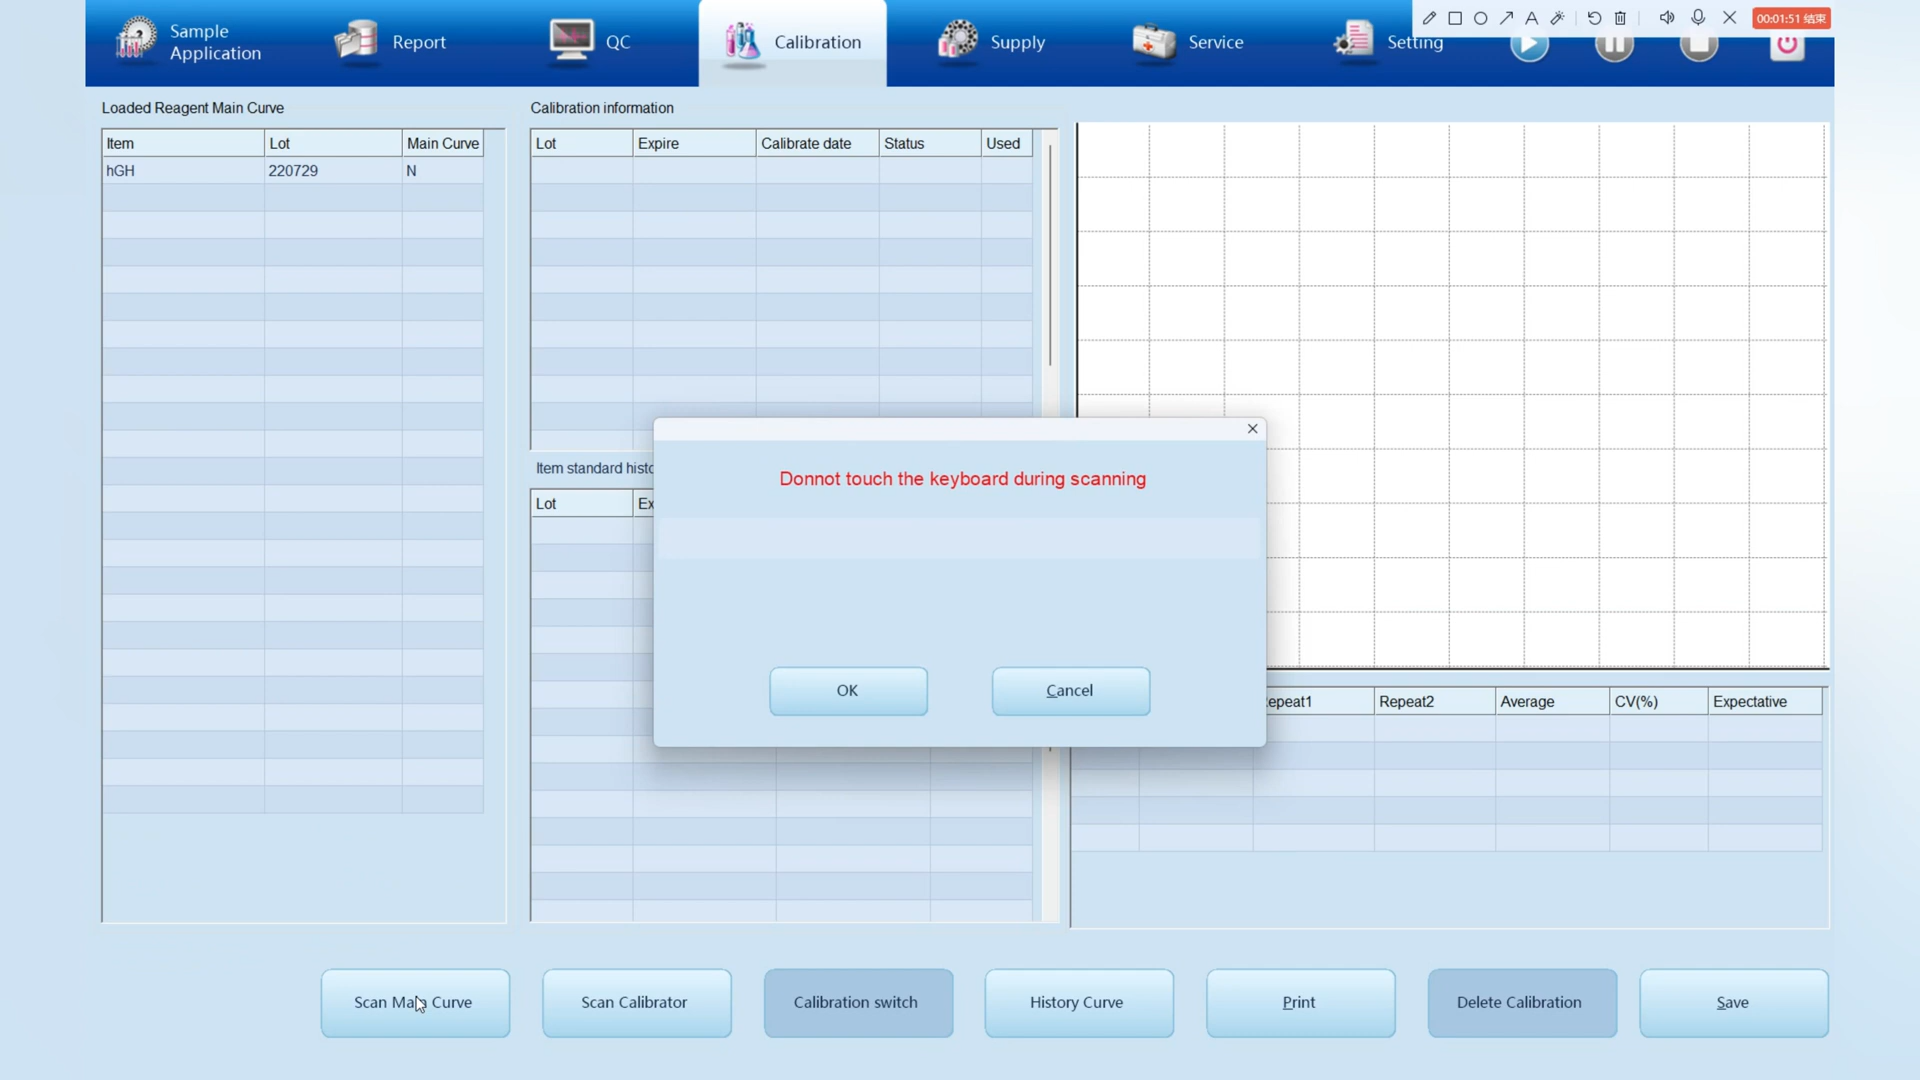 Sample
Application
Report
QC
Calibration
Supply
Service
Setting
A
00:01:51 结束
Loaded Reagent Main Curve
Calibration information
Item Lot Main Curve
hGH 220729 N
Lot Expire Calibrate date Status Used
Item standard histo
Lot Ex
Donnot touch the keyboard during scanning
OK
Cancel
epeat1 Repeat2 Average CV(%) Expectative
Scan Main Curve
Scan Calibrator
Calibration switch
History Curve
Print
Delete Calibration
Save